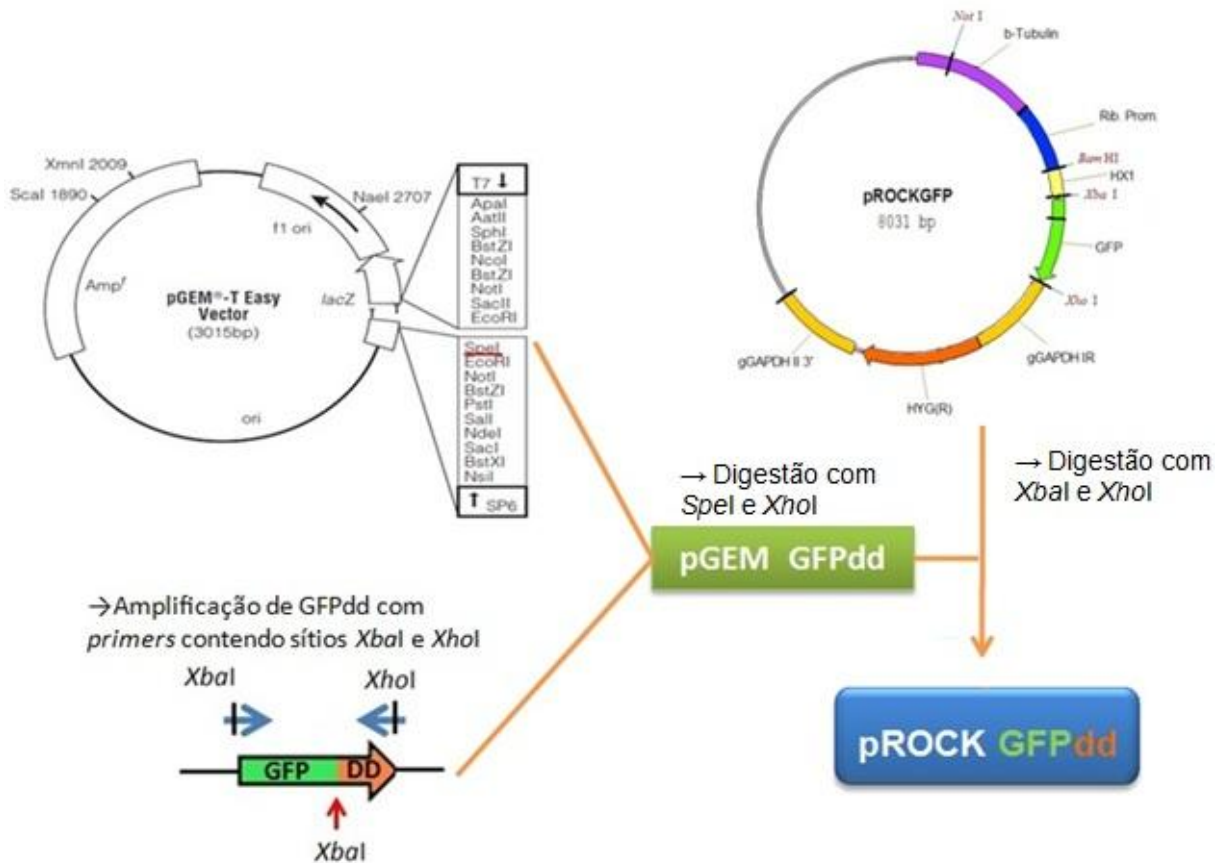 XmnI 2009
ScaI 1890
NaeI 2707
f1 ori
Ampʳ
pGEM®-T Easy
Vector
(3015bp)
lacZ
ori
T7 ↓
ApaI
AatII
SphI
BstZI
NcoI
BstZI
NotI
SacII
EcoRI
SpeI
EcoRI
NotI
BstZI
PstI
SalI
NdeI
SacI
BstXI
NsiI
↑ SP6
Not I
b-Tubulin
Rib. Prom.
Bam HI
HX1
Xba I
GFP
Xho I
gGAPDH IR
HYG(R)
gGAPDH II 3'
pROCKGFP
8031 bp
→ Digestão com
SpeI e XhoI
→ Digestão com
XbaI e XhoI
pGEM GFPdd
→Amplificação de GFPdd com
primers contendo sítios XbaI e XhoI
XbaI
XhoI
GFP DD
XbaI
pROCK GFPdd